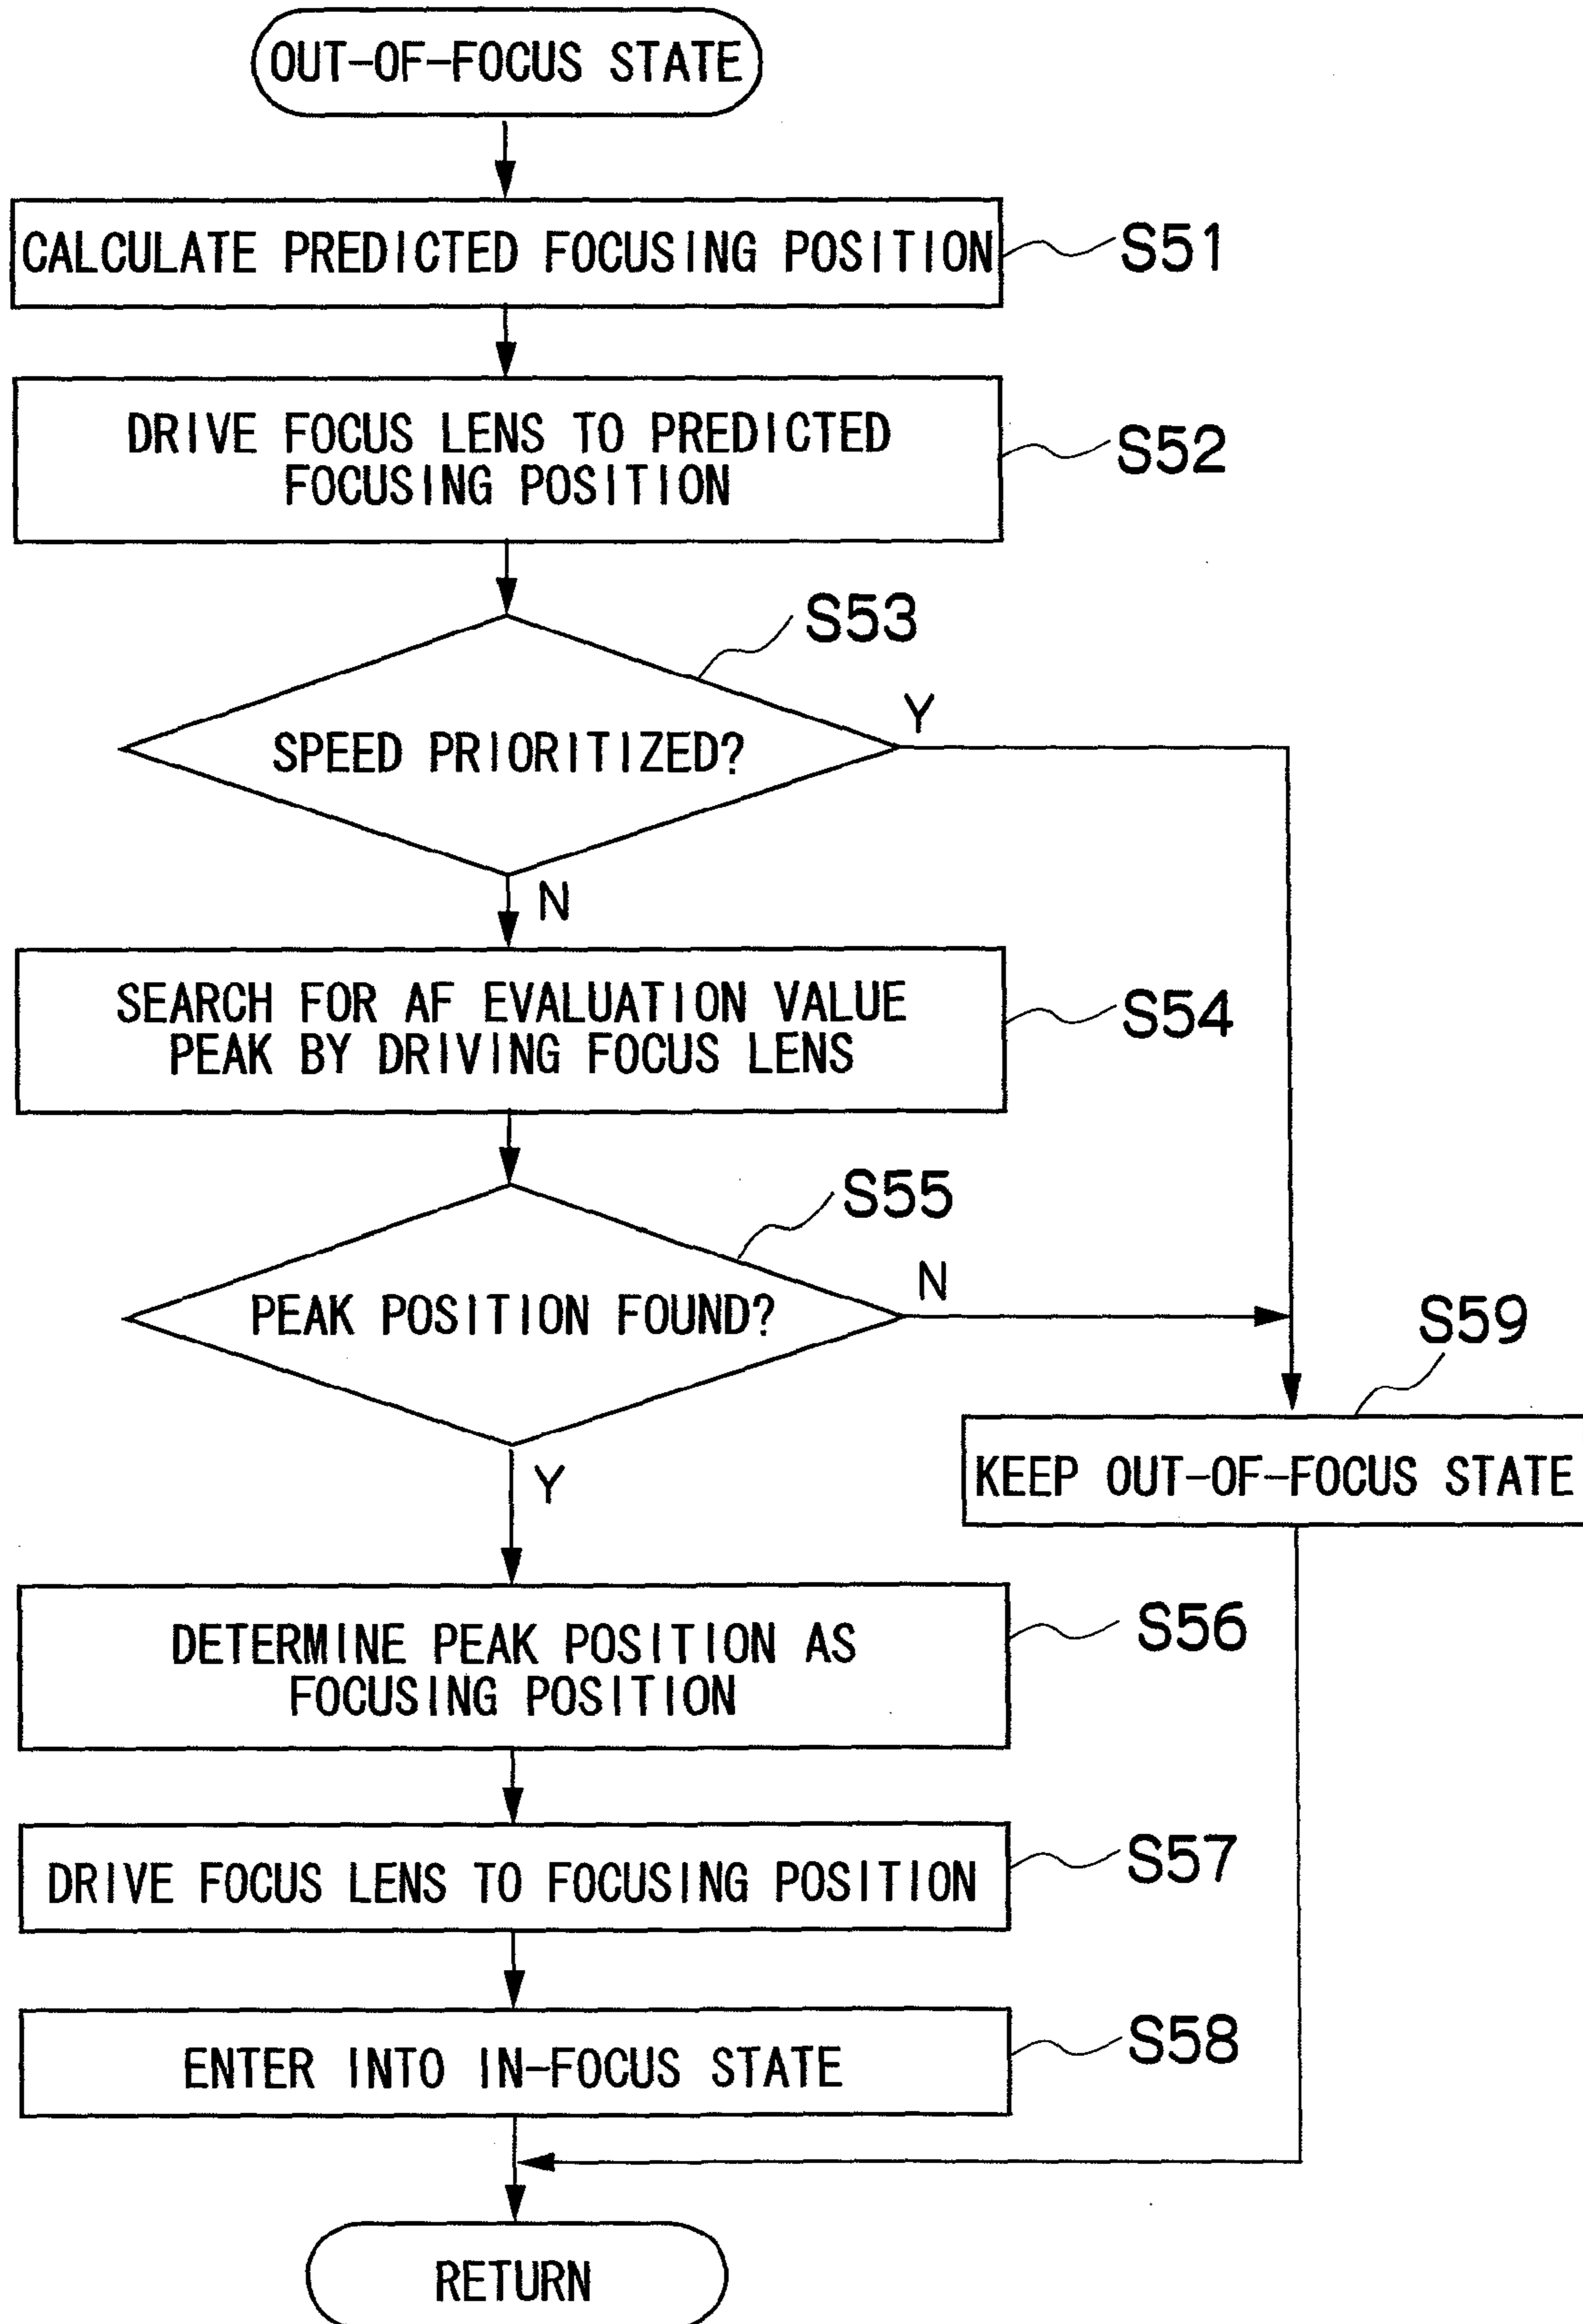 OUT-OF-FOCUS STATE
CALCULATE PREDICTED FOCUSING POSITION
S51
DRIVE FOCUS LENS TO PREDICTED
FOCUSING POSITION
S52
S53
SPEED PRIORITIZED?
Y
N
SEARCH FOR AF EVALUATION VALUE
PEAK BY DRIVING FOCUS LENS
S54
S55
PEAK POSITION FOUND?
N
Y
S59
KEEP OUT-OF-FOCUS STATE
DETERMINE PEAK POSITION AS
FOCUSING POSITION
S56
DRIVE FOCUS LENS TO FOCUSING POSITION
S57
ENTER INTO IN-FOCUS STATE
S58
RETURN